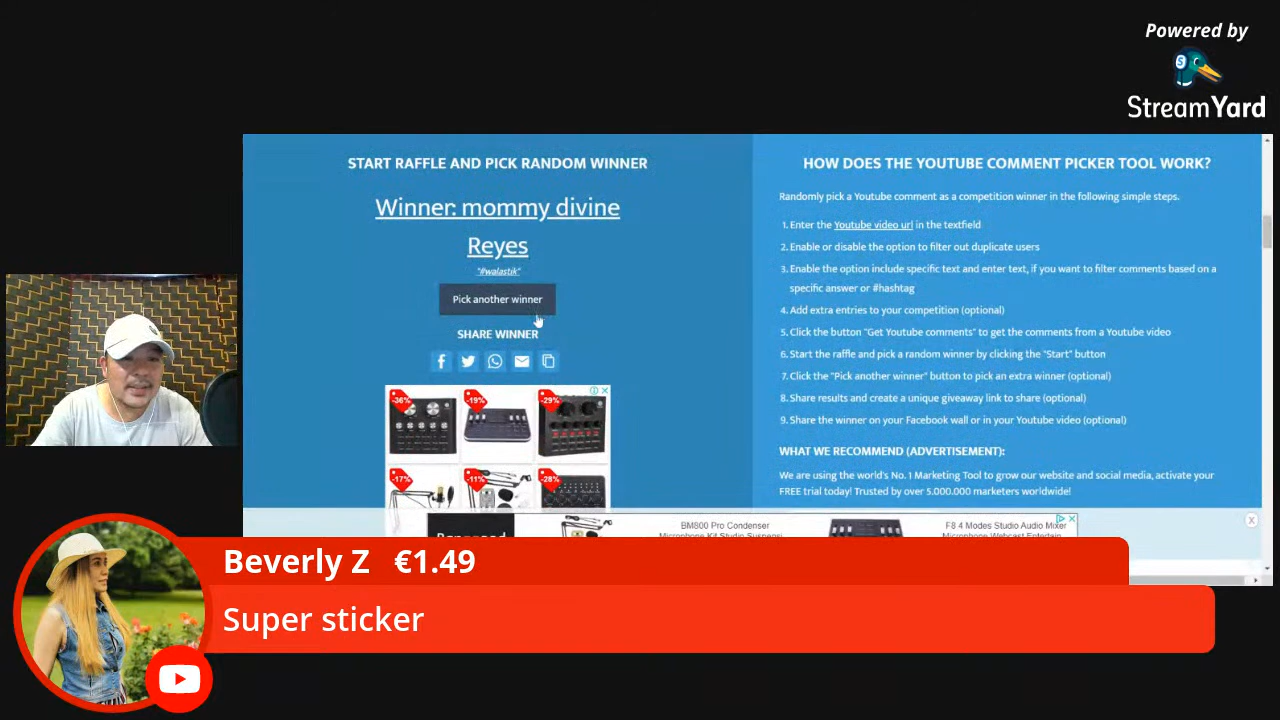 Powered by
StreamYard
START RAFFLE AND PICK RANDOM WINNER
Winner: mommy divine
Reyes
"#walastik"
Pick another winner
SHARE WINNER
-36%
-19%
-29%
-17%
-11%
-28%
HOW DOES THE YOUTUBE COMMENT PICKER TOOL WORK?
Randomly pick a Youtube comment as a competition winner in the following simple steps.
1. Enter the Youtube video url in the textfield
2. Enable or disable the option to filter out duplicate users
3. Enable the option include specific text and enter text, if you want to filter comments based on a
specific answer or #hashtag
4. Add extra entries to your competition (optional)
5. Click the button "Get Youtube comments" to get the comments from a Youtube video
6. Start the raffle and pick a random winner by clicking the "Start" button
7. Click the "Pick another winner" button to pick an extra winner (optional)
8. Share results and create a unique giveaway link to share (optional)
9. Share the winner on your Facebook wall or in your Youtube video (optional)
WHAT WE RECOMMEND (ADVERTISEMENT):
We are using the world's No. 1 Marketing Tool to grow our website and social media, activate your
FREE trial today! Trusted by over 5.000.000 marketers worldwide!
BM800 Pro Condenser
Microphone Kit Studio Suspensi
F8 4 Modes Studio Audio Mixer
Microphone Webcast Entertain
Beverly Z €1.49
Super sticker